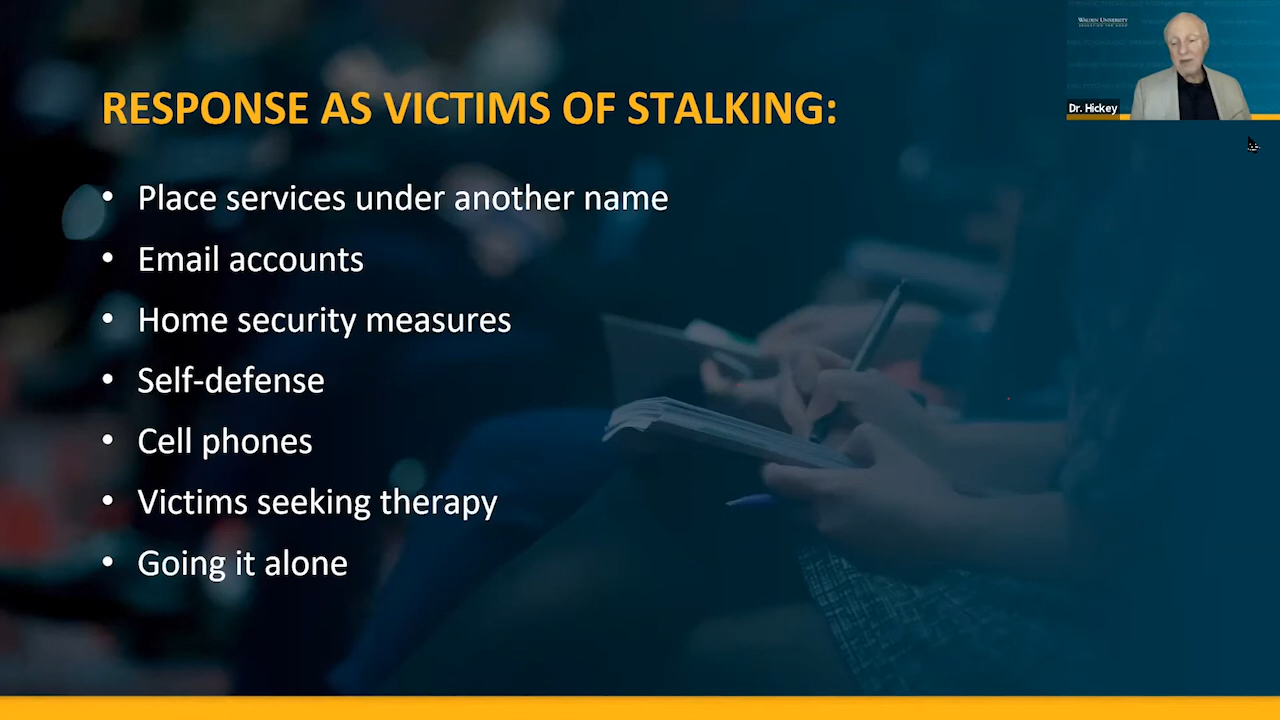 WALDEN UNIVERSITY
Dr. Hickey
RESPONSE AS VICTIMS OF STALKING:
• Place services under another name
• Email accounts
• Home security measures
• Self-defense
• Cell phones
• Victims seeking therapy
• Going it alone